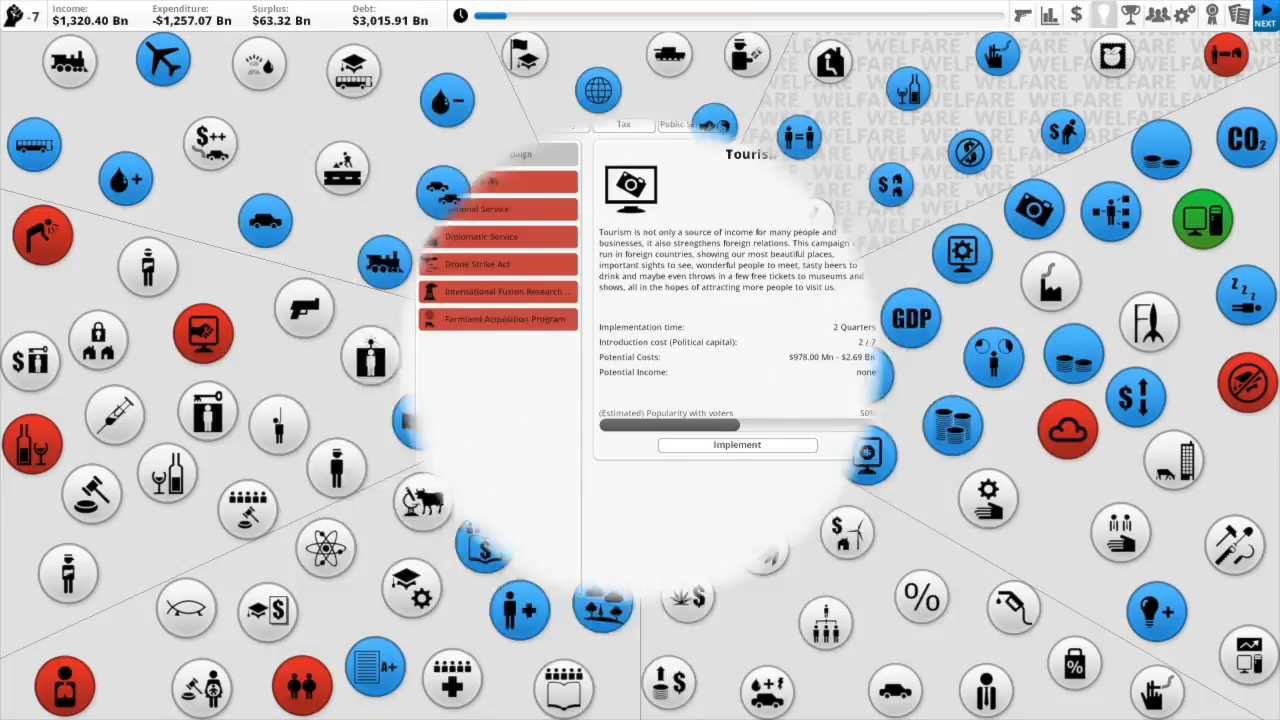 -7
Income:
$1,320.40 Bn
Expenditure:
-$1,257.07 Bn
Surplus:
$63.32 Bn
Debt:
$3,015.91 Bn
NEXT
WELFARE WELFARE WELFARE
Tax
Diplomatic Service
Drone Strike Act
International Fusion Research ...
Farmland Acquisition Program
Tourism is not only a source of income for many people and
businesses, it also strengthens foreign relations. This campaign
run in foreign countries, showing our most beautiful places,
important sights to see, wonderful people to meet, tasty beers to
drink and maybe even throws in a few free tickets to museums and
shows, all in the hopes of attracting more people to visit us.
Implementation time: 2 Quarters
Introduction cost (Political capital): 2 / 7
Potential Costs: $978.00 Mn - $2.69 Bn
Potential Income: none
(Estimated) Popularity with voters 50%
Implement
$++
CO2
GDP
Z Z Z
A+
%